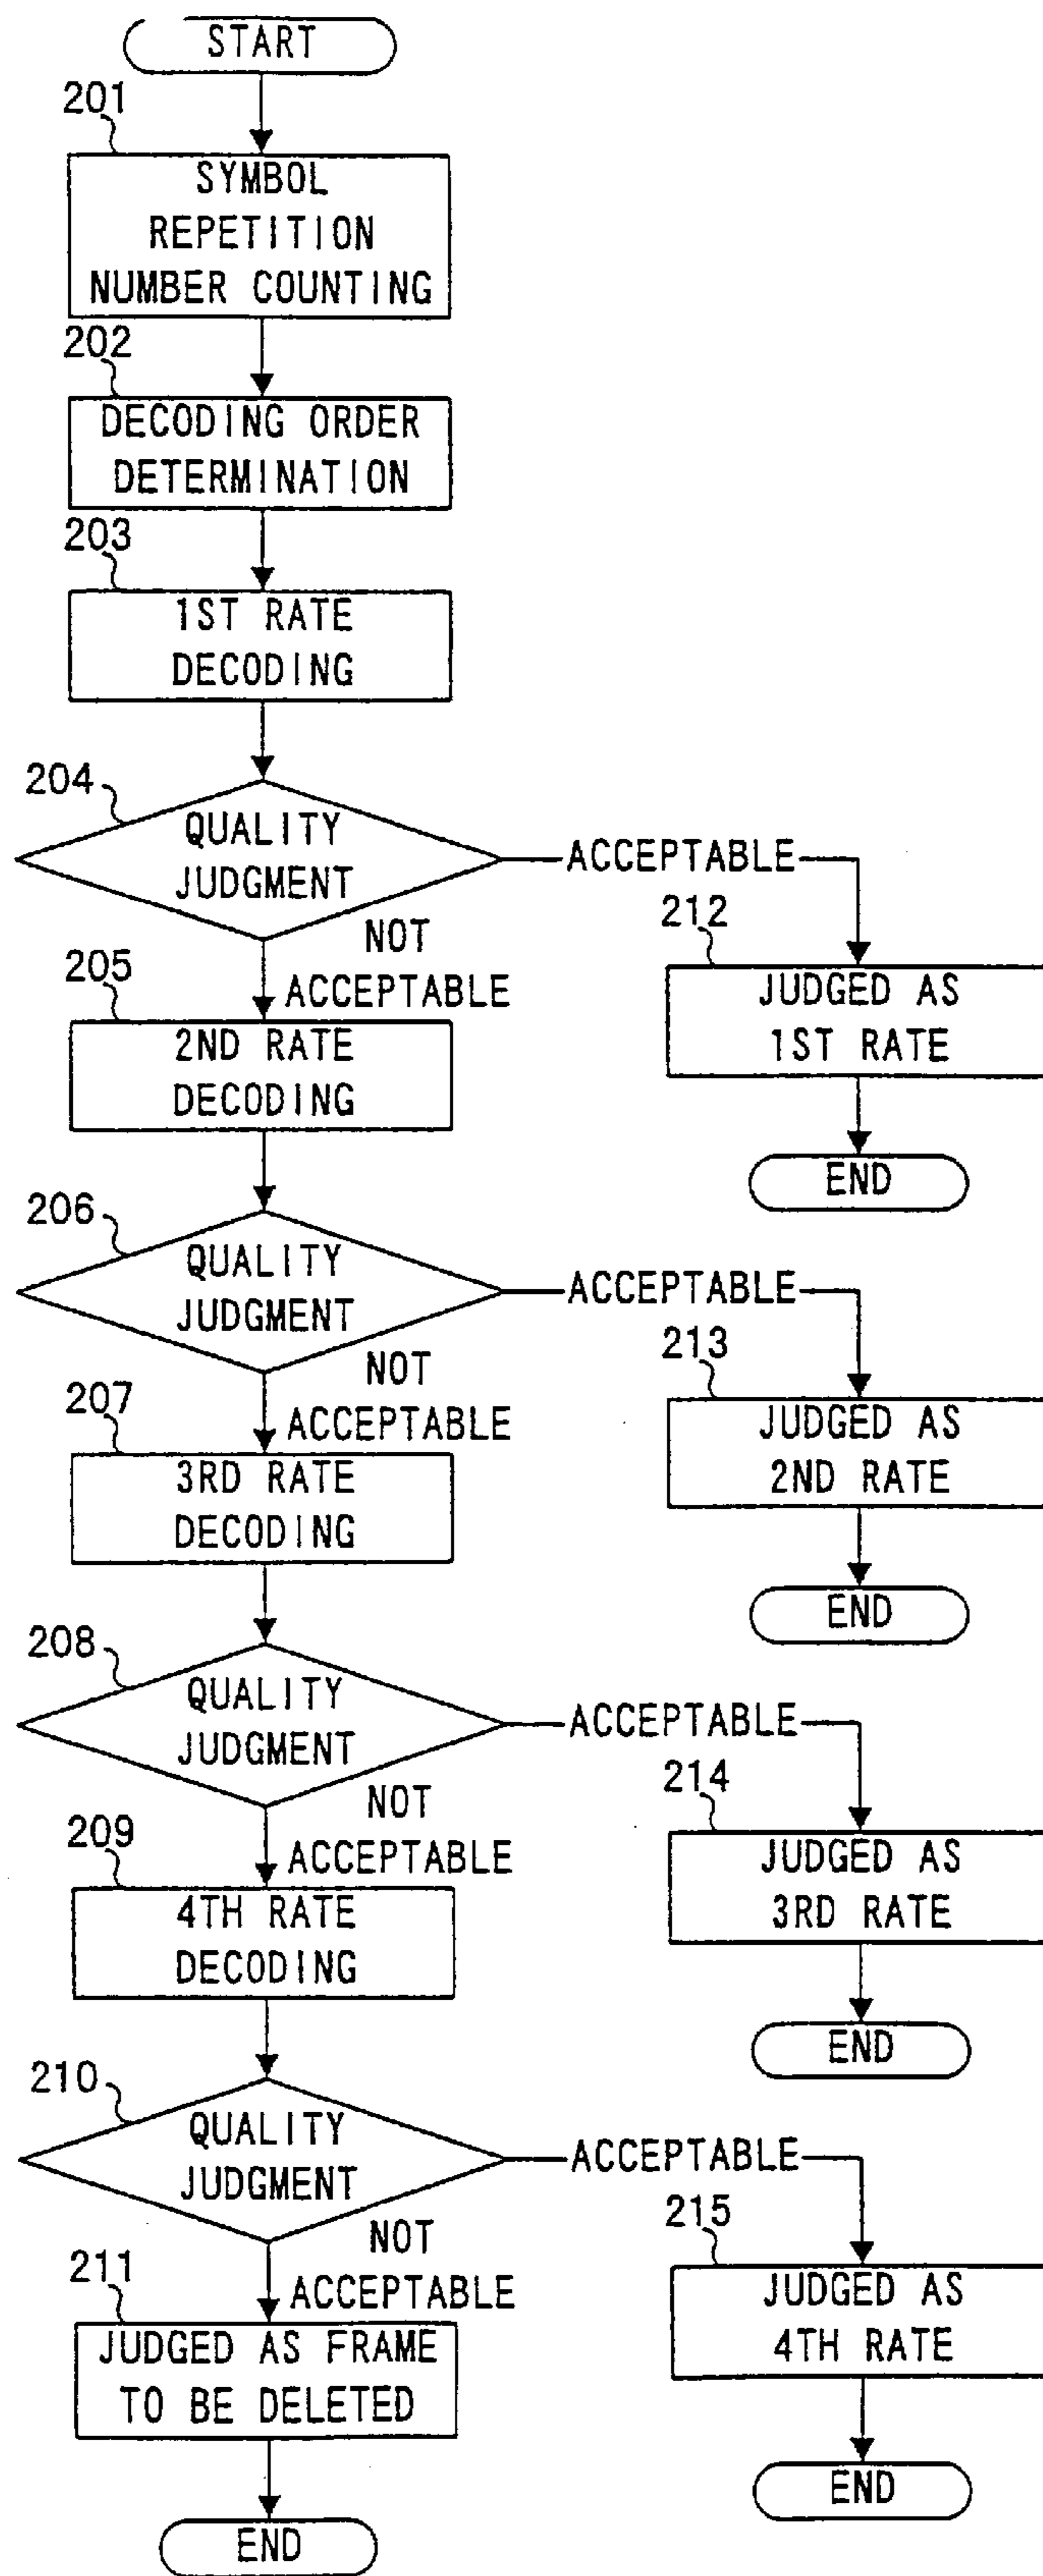 START
201
SYMBOL
REPETITION
NUMBER COUNTING
202
DECODING ORDER
DETERMINATION
203
1ST RATE
DECODING
204
QUALITY
JUDGMENT
ACCEPTABLE
NOT
ACCEPTABLE
212
JUDGED AS
1ST RATE
END
205
2ND RATE
DECODING
206
QUALITY
JUDGMENT
ACCEPTABLE
NOT
ACCEPTABLE
213
JUDGED AS
2ND RATE
END
207
3RD RATE
DECODING
208
QUALITY
JUDGMENT
ACCEPTABLE
NOT
ACCEPTABLE
214
JUDGED AS
3RD RATE
END
209
4TH RATE
DECODING
210
QUALITY
JUDGMENT
ACCEPTABLE
NOT
ACCEPTABLE
215
JUDGED AS
4TH RATE
END
211
JUDGED AS FRAME
TO BE DELETED
END